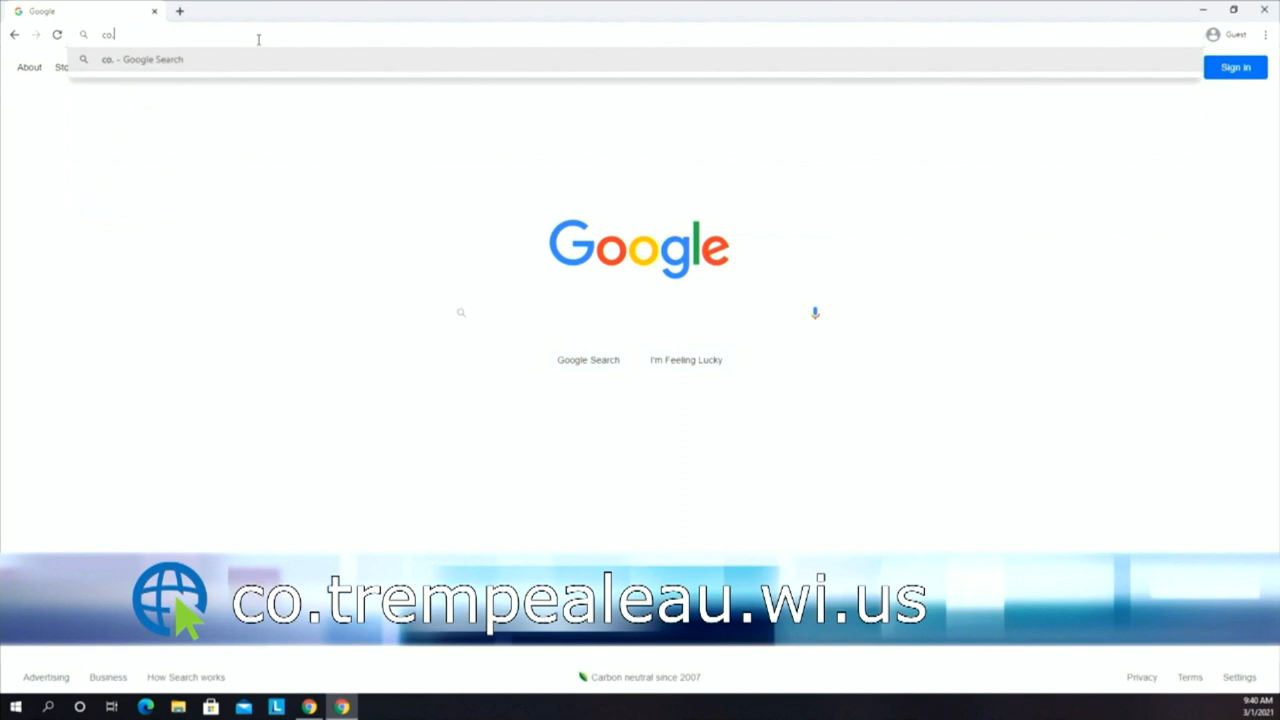 Google
co.
Guest
co. - Google Search
About
Sign in
Google
Google Search
I'm Feeling Lucky
co.trempealeau.wi.us
Advertising
Business
How Search works
Carbon neutral since 2007
Privacy
Terms
Settings
L
9:40 AM
3/1/2021